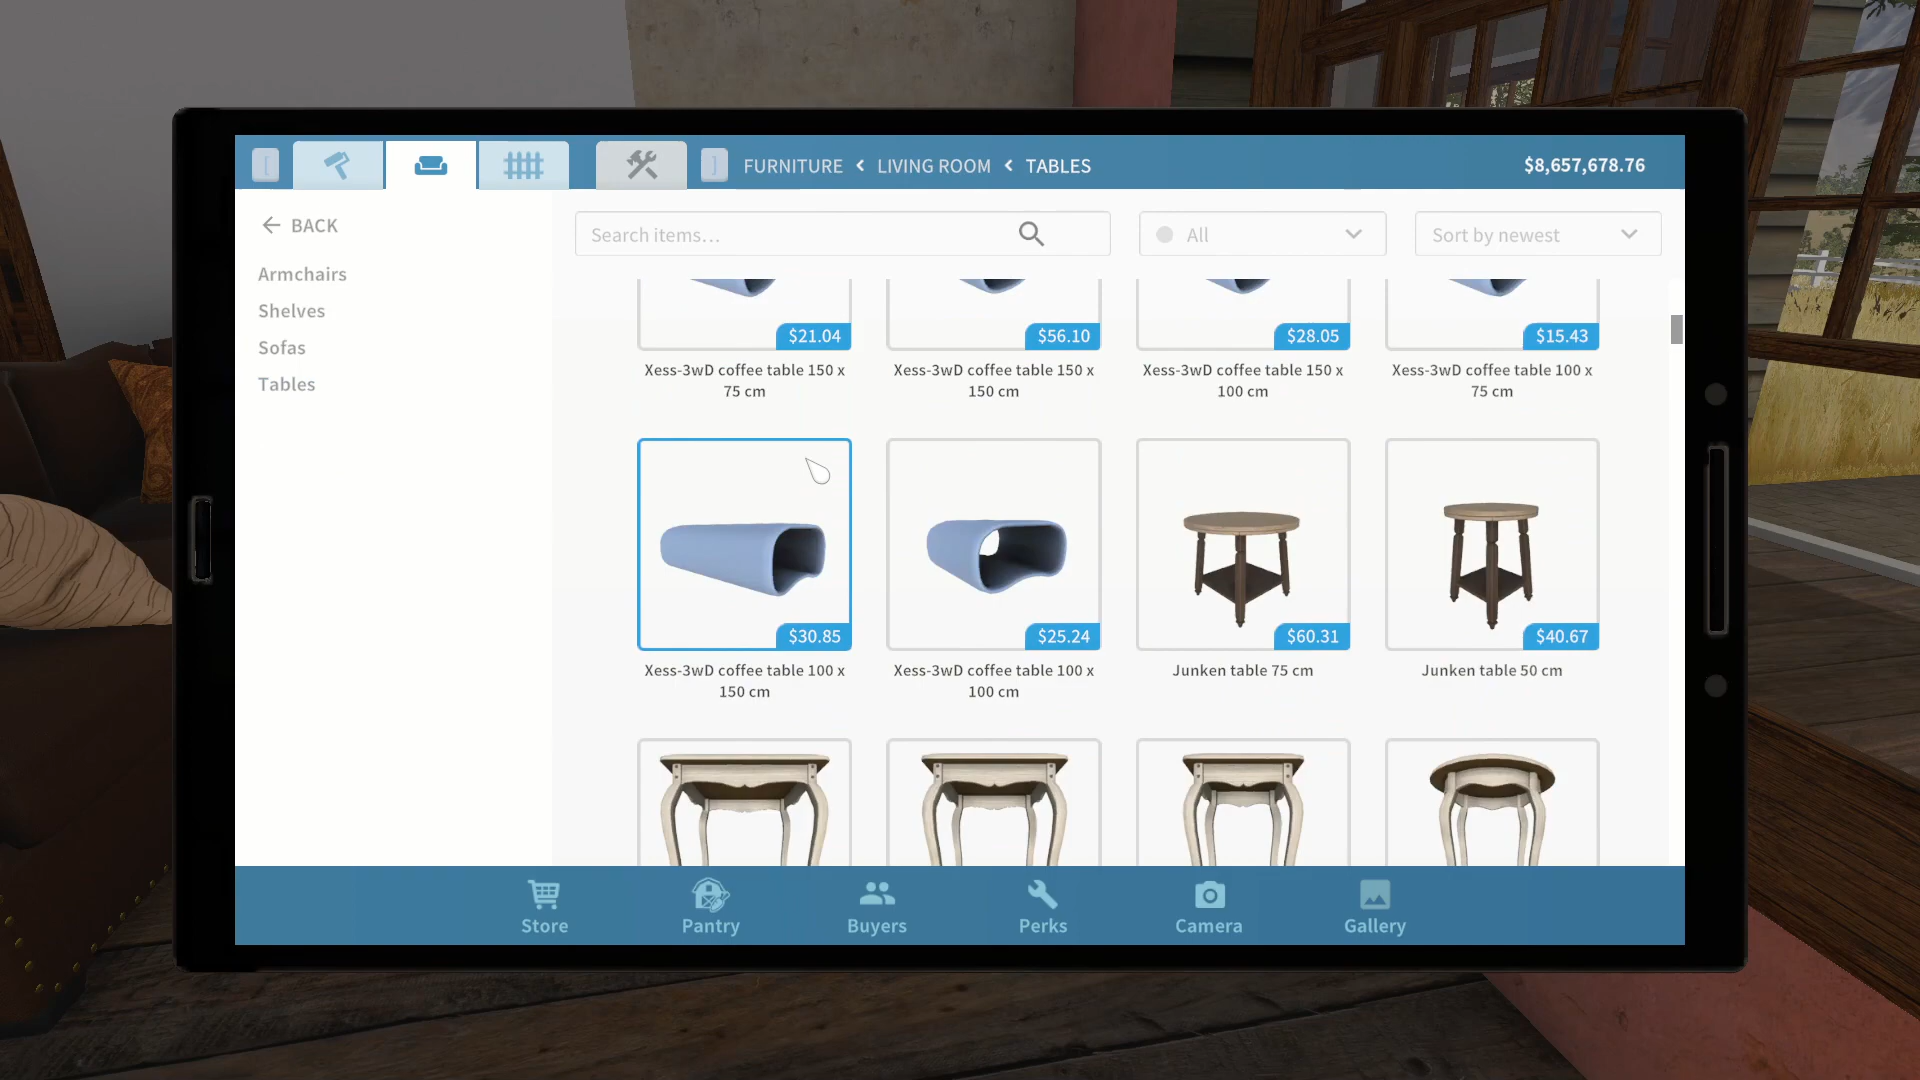 [
]
FURNITURE < LIVING ROOM < TABLES
$8,657,678.76
BACK
Armchairs
Shelves
Sofas
Tables
Search items...
All
Sort by newest
$21.04
$56.10
$28.05
$15.43
Xess-3wD coffee table 150 x
75 cm
Xess-3wD coffee table 150 x
150 cm
Xess-3wD coffee table 150 x
100 cm
Xess-3wD coffee table 100 x
75 cm
$30.85
$25.24
$60.31
$40.67
Xess-3wD coffee table 100 x
150 cm
Xess-3wD coffee table 100 x
100 cm
Junken table 75 cm
Junken table 50 cm
Store
Pantry
Buyers
Perks
Camera
Gallery